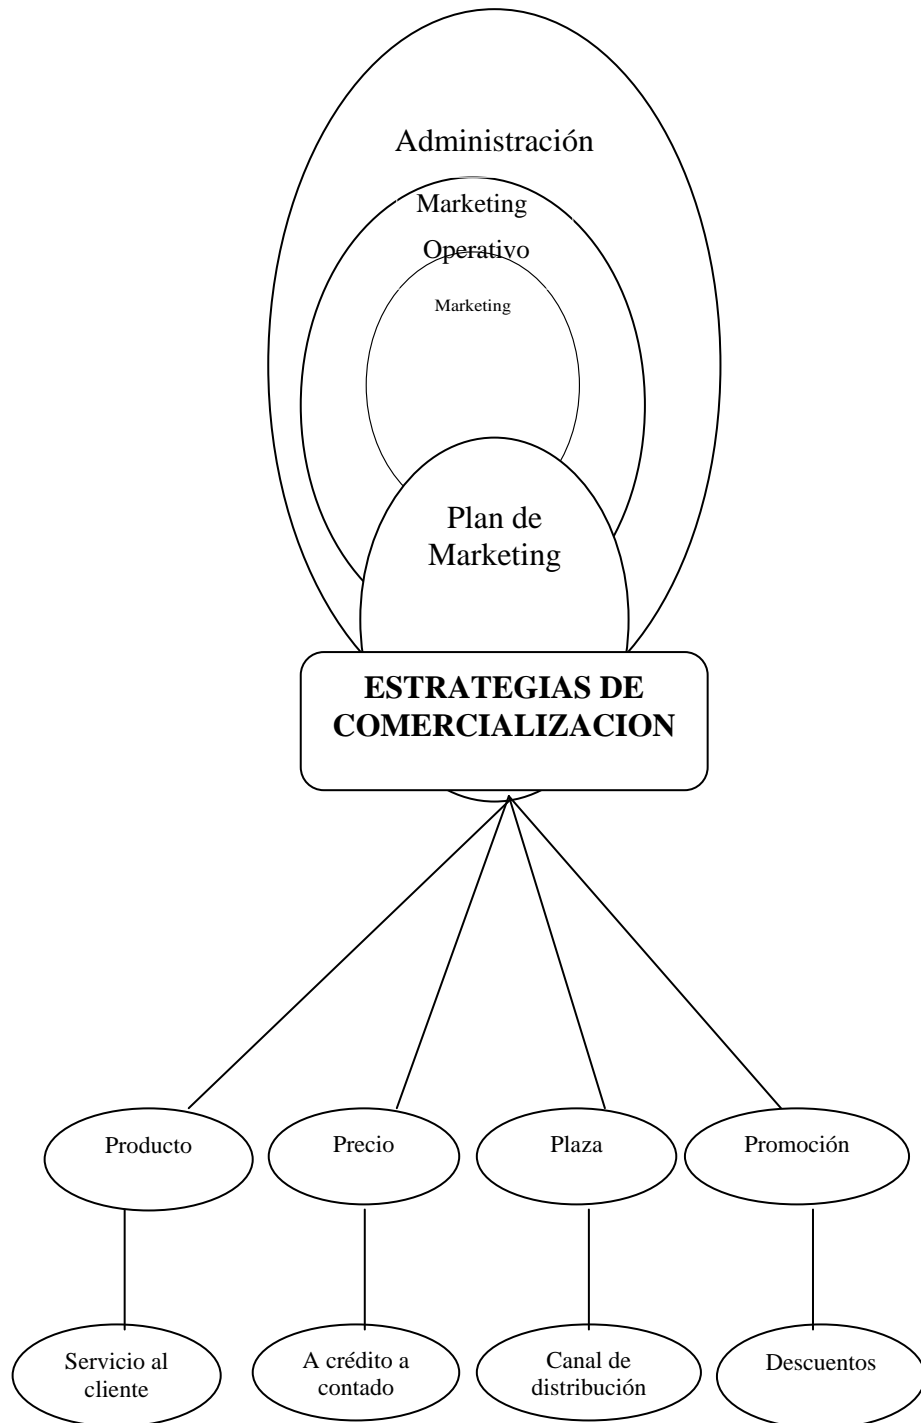 Administración
Marketing
Operativo
Marketing
Plan de
Marketing
ESTRATEGIAS DE
COMERCIALIZACION
Producto
Precio
Plaza
Promoción
Servicio al
cliente
A crédito a
contado
Canal de
distribución
Descuentos